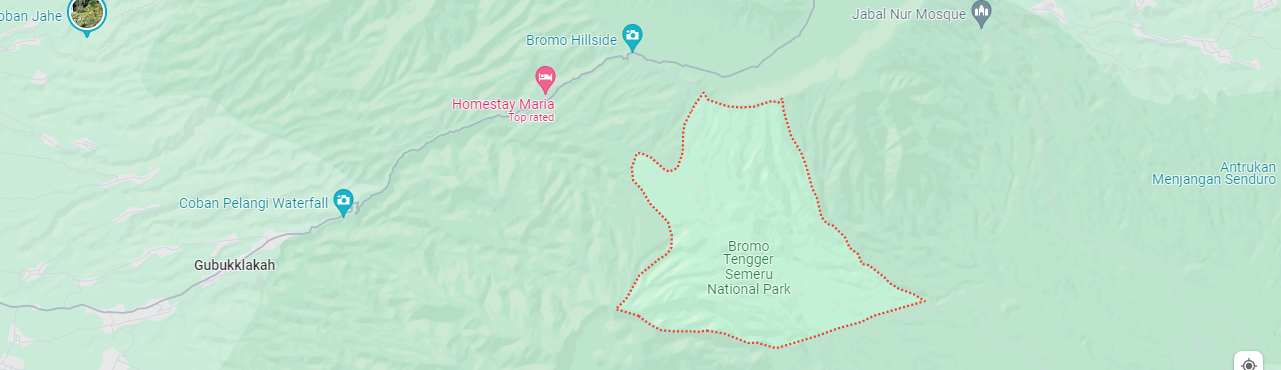 Jabal Nur Mosque
oban Jahe
Bromo Hillside
Homestay Maria
Top rated
Antrukan
Menjangan Senduro
Coban Pelangi Waterfall
Bromo
Tengger
Semeru
National Park
Gubukklakah